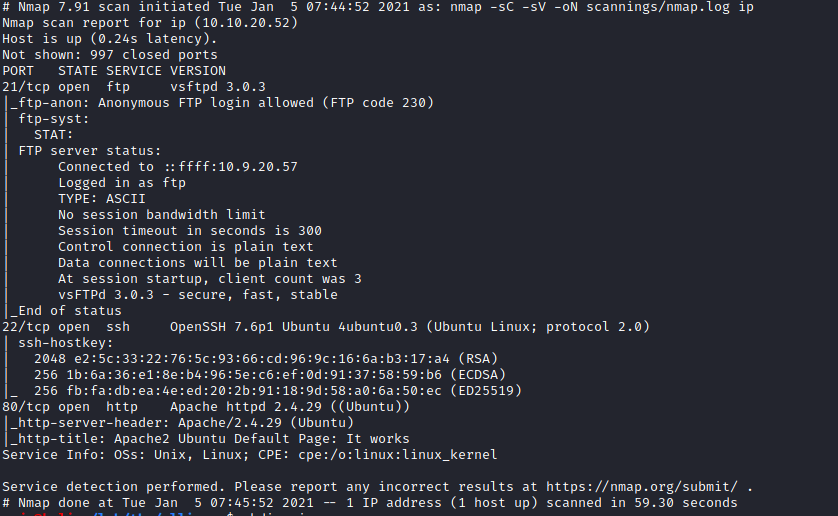 # Nmap 7.91 scan initiated Tue Jan  5 07:44:52 2021 as: nmap -sC -sV -oN scannings/nmap.log ip
Nmap scan report for ip (10.10.20.52)
Host is up (0.24s latency).
Not shown: 997 closed ports
PORT   STATE SERVICE VERSION
21/tcp open  ftp     vsftpd 3.0.3
|_ftp-anon: Anonymous FTP login allowed (FTP code 230)
| ftp-syst:
|   STAT:
| FTP server status:
|      Connected to ::ffff:10.9.20.57
|      Logged in as ftp
|      TYPE: ASCII
|      No session bandwidth limit
|      Session timeout in seconds is 300
|      Control connection is plain text
|      Data connections will be plain text
|      At session startup, client count was 3
|      vsFTPd 3.0.3 - secure, fast, stable
|_End of status
22/tcp open  ssh     OpenSSH 7.6p1 Ubuntu 4ubuntu0.3 (Ubuntu Linux; protocol 2.0)
| ssh-hostkey:
|   2048 e2:5c:33:22:76:5c:93:66:cd:96:9c:16:6a:b3:17:a4 (RSA)
|   256 1b:6a:36:e1:8e:b4:96:5e:c6:ef:0d:91:37:58:59:b6 (ECDSA)
|_  256 fb:fa:db:ea:4e:ed:20:2b:91:18:9d:58:a0:6a:50:ec (ED25519)
80/tcp open  http    Apache httpd 2.4.29 ((Ubuntu))
|_http-server-header: Apache/2.4.29 (Ubuntu)
|_http-title: Apache2 Ubuntu Default Page: It works
Service Info: OSs: Unix, Linux; CPE: cpe:/o:linux:linux_kernel

Service detection performed. Please report any incorrect results at https://nmap.org/submit/ .
# Nmap done at Tue Jan  5 07:45:52 2021 -- 1 IP address (1 host up) scanned in 59.30 seconds